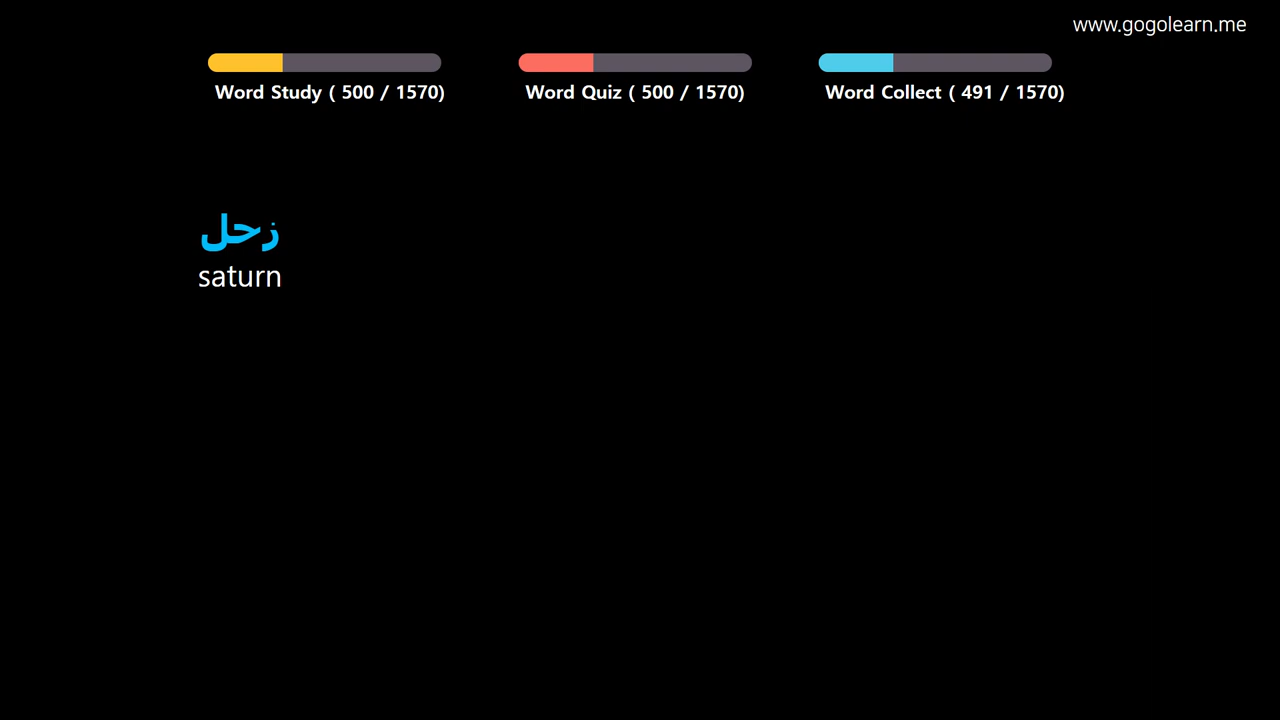 www.gogolearn.me
Word Study ( 500 / 1570)
Word Quiz ( 500 / 1570)
Word Collect ( 491 / 1570)
زحل
saturn